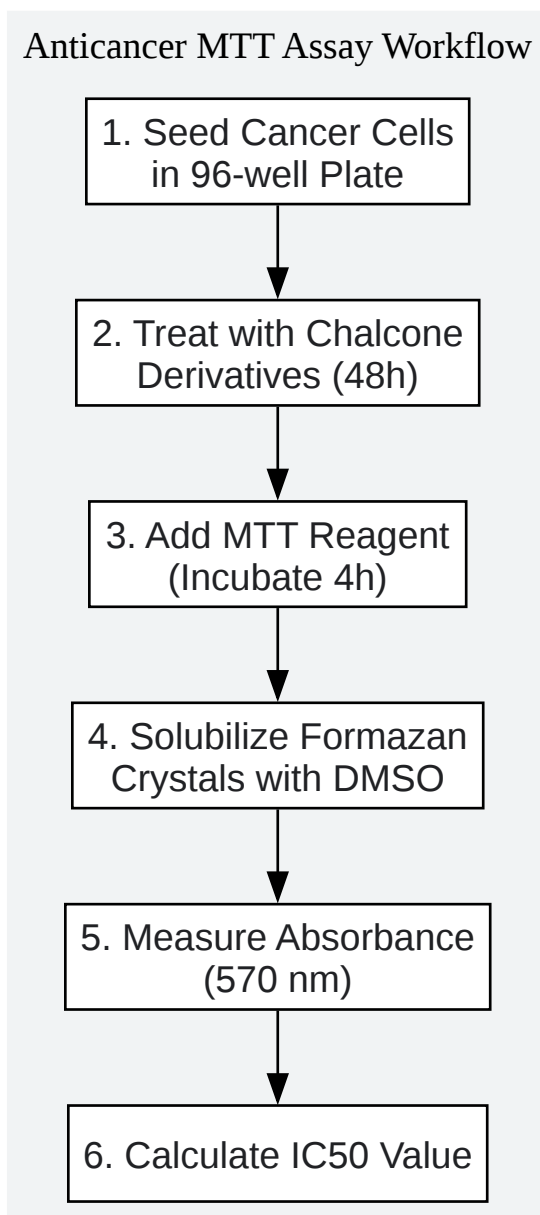 Anticancer MTT Assay Workflow
1. Seed Cancer Cells
in 96-well Plate
2. Treat with Chalcone
Derivatives (48h)
3. Add MTT Reagent
(Incubate 4h)
4. Solubilize Formazan
Crystals with DMSO
5. Measure Absorbance
(570 nm)
6. Calculate IC50 Value